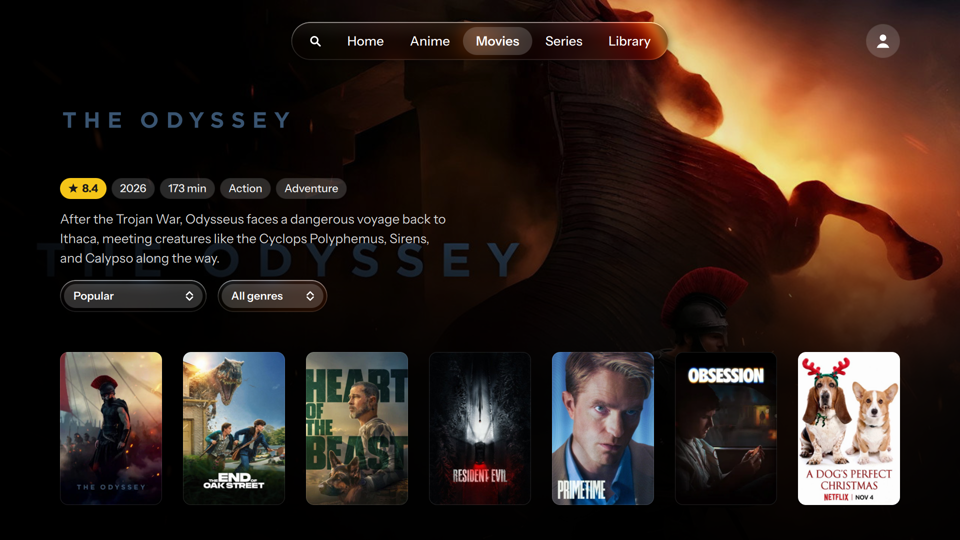 Home Anime Movies Series Library
THE ODYSSEY
★ 8.4 2026 173 min Action Adventure
After the Trojan War, Odysseus faces a dangerous voyage back to
Ithaca, meeting creatures like the Cyclops Polyphemus, Sirens,
and Calypso along the way.
THE ODYSSEY
Popular All genres
THE ODYSSEY
THE END OF
OAK STREET
HEART
OF
THE
BEAST
RESIDENT EVIL
PRIMETIME
OBSESSION
A DOG'S PERFECT
CHRISTMAS
NETFLIX | NOV 4